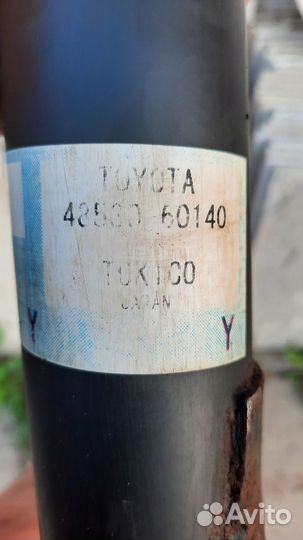 TOYOTA
48530-60140
TOKICO
JAPAN
Y
Y
Avito